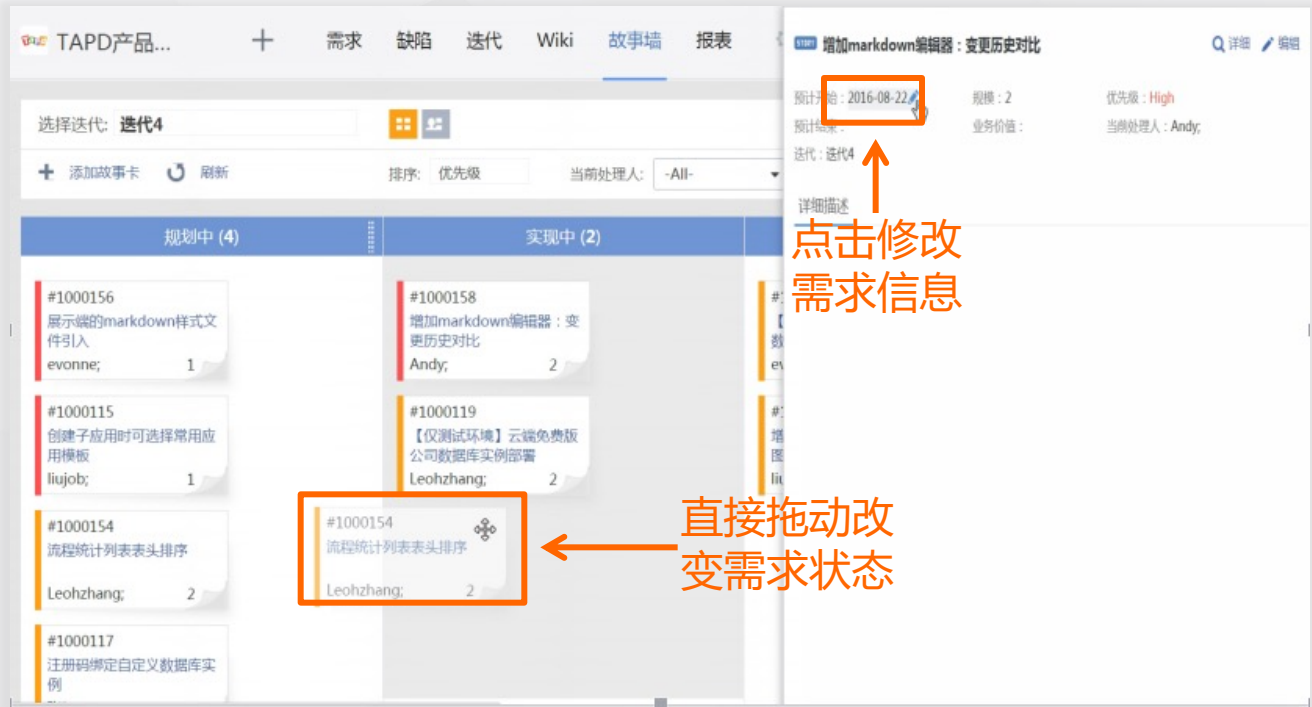 TAPD产品...
需求 缺陷 迭代 Wiki 故事墙 报表
选择迭代: 迭代4
添加故事卡 刷新 排序: 优先级 当前处理人: -All-
规划中 (4)
#1000156
展示端的markdown样式文
件引入
evonne; 1
#1000115
创建子应用时可选择常用应
用模板
liujob; 1
#1000154
流程统计列表表头排序
Leohzhang; 2
#1000117
注册码绑定自定义数据库实
例
实现中 (2)
#1000158
增加markdown编辑器：变
更历史对比
Andy; 2
#1000119
【仅测试环境】云端免费版
公司数据库实例部署
Leohzhang; 2
#1000154
流程统计列表表头排序
Leohzhang; 2
直接拖动改
变需求状态
STORY 增加markdown编辑器：变更历史对比 详细 编辑
预计开始：2016-08-22 规模：2 优先级：High
预计结束： 业务价值： 当前处理人：Andy;
迭代：迭代4
详细描述
点击修改
需求信息